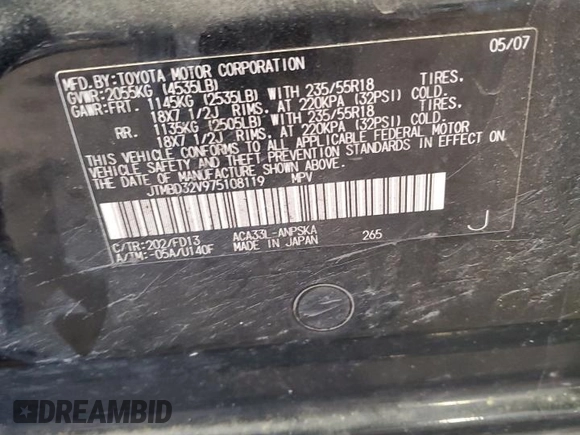 05/07
MFD.BY:TOYOTA MOTOR CORPORATION
GVWR:2055KG (4535LB)
GAWR:FRT. 1145KG (2535LB) WITH 235/55R18 TIRES.
18X7 1/2J RIMS. AT 220KPA (32PSI) COLD.
RR. 1135KG (2505LB) WITH 235/55R18 TIRES.
18X7 1/2J RIMS. AT 220KPA (32PSI) COLD.
THIS VEHICLE CONFORMS TO ALL APPLICABLE FEDERAL MOTOR
VEHICLE SAFETY AND THEFT PREVENTION STANDARDS IN EFFECT ON
THE DATE OF MANUFACTURE SHOWN ABOVE.
JTMBD32V975108119 MPV
C/TR:202/FD13 ACA33L-ANPSKA 265 J
A/TM:-05A/U140F MADE IN JAPAN
DREAMBID